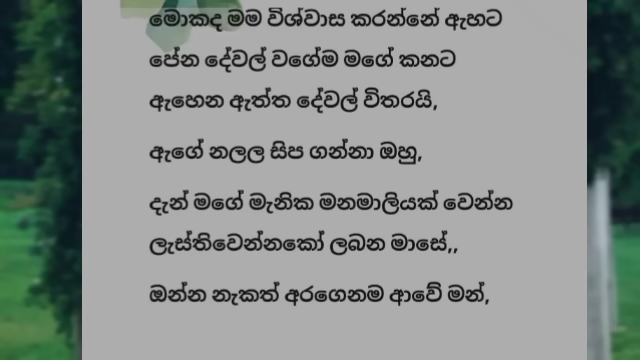 මොකද මම විශ්වාස කරන්නේ ඇහට
පේන දේවල් වගේම මගේ කනට
ඇහෙන ඇත්ත දේවල් විතරයි,
ඇගේ නලල සිප ගන්නා ඔහු,
දැන් මගේ මැනික මනමාලියක් වෙන්න
ලැස්තිවෙන්නකෝ ලබන මාසේ,,
ඔන්න නැකත් අරගෙනම ආවේ මන්,